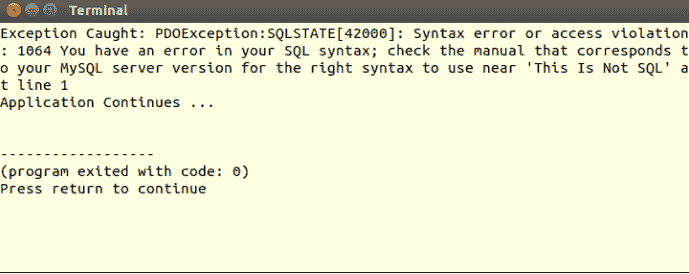 Terminal
Exception Caught: PDOException:SQLSTATE[42000]: Syntax error or access violation
: 1064 You have an error in your SQL syntax; check the manual that corresponds t
o your MySQL server version for the right syntax to use near 'This Is Not SQL' a
t line 1
Application Continues ...
------------------
(program exited with code: 0)
Press return to continue